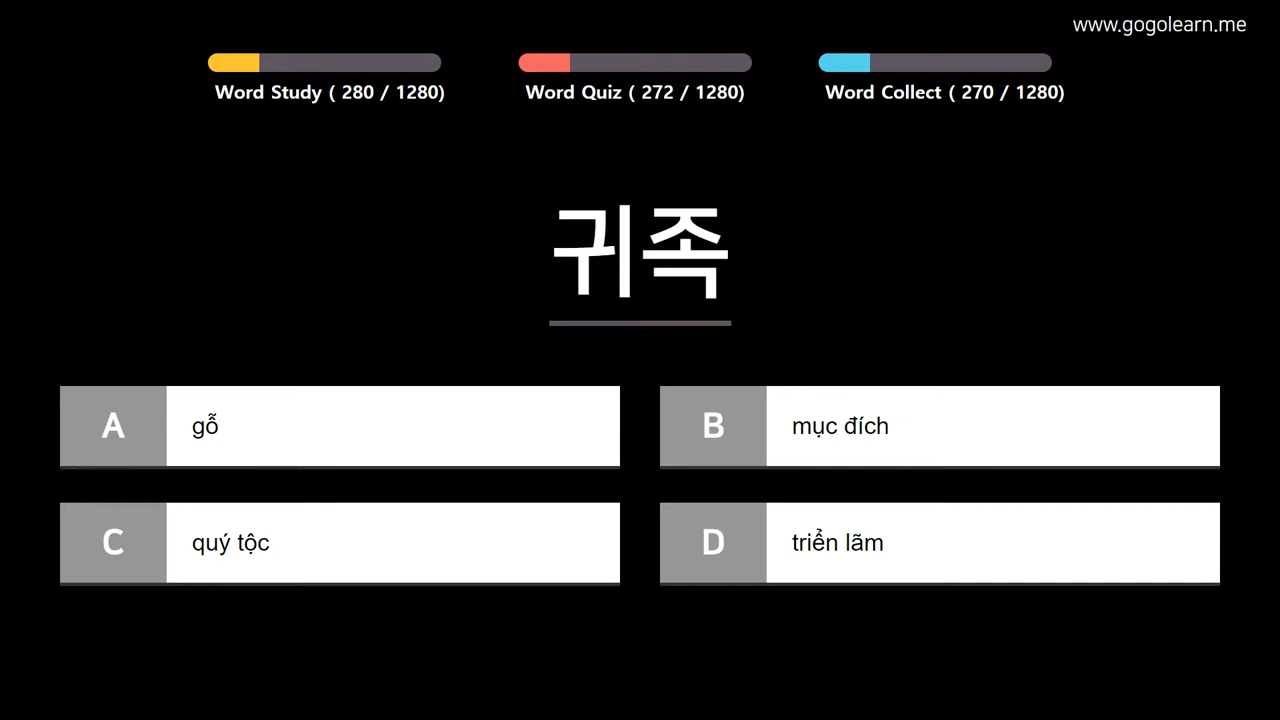 www.gogolearn.me
Word Study ( 280 / 1280)
Word Quiz ( 272 / 1280)
Word Collect ( 270 / 1280)
귀족
A gỗ
B mục đích
C quý tộc
D triển lãm